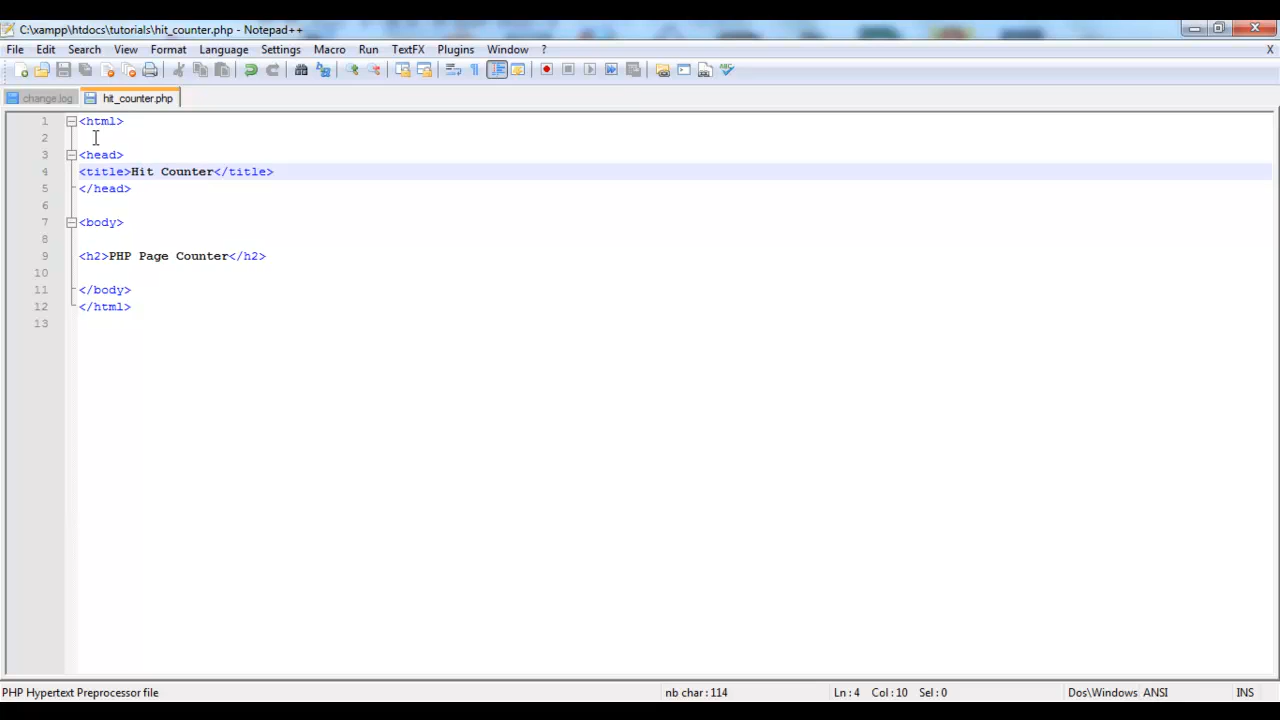 C:\xampp\htdocs\tutorials\hit_counter.php - Notepad++
File Edit Search View Format Language Settings Macro Run TextFX Plugins Window ? X
change.log hit_counter.php
1 <html>
2
3 <head>
4 <title>Hit Counter</title>
5 </head>
6
7 <body>
8
9 <h2>PHP Page Counter</h2>
10
11 </body>
12 </html>
13
PHP Hypertext Preprocessor file nb char : 114 Ln : 4 Col : 10 Sel : 0 Dos\Windows ANSI INS